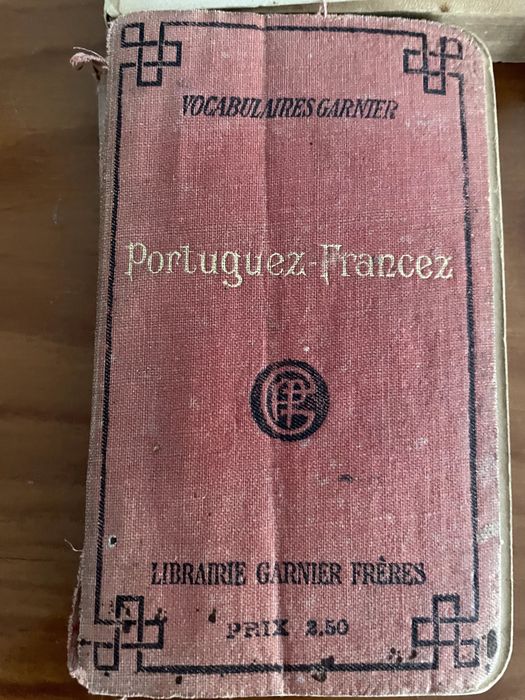 VOCABULAIRES GARNIER
Portuguez-Francez
LIBRAIRIE GARNIER FRÈRES
PRIX 2,50